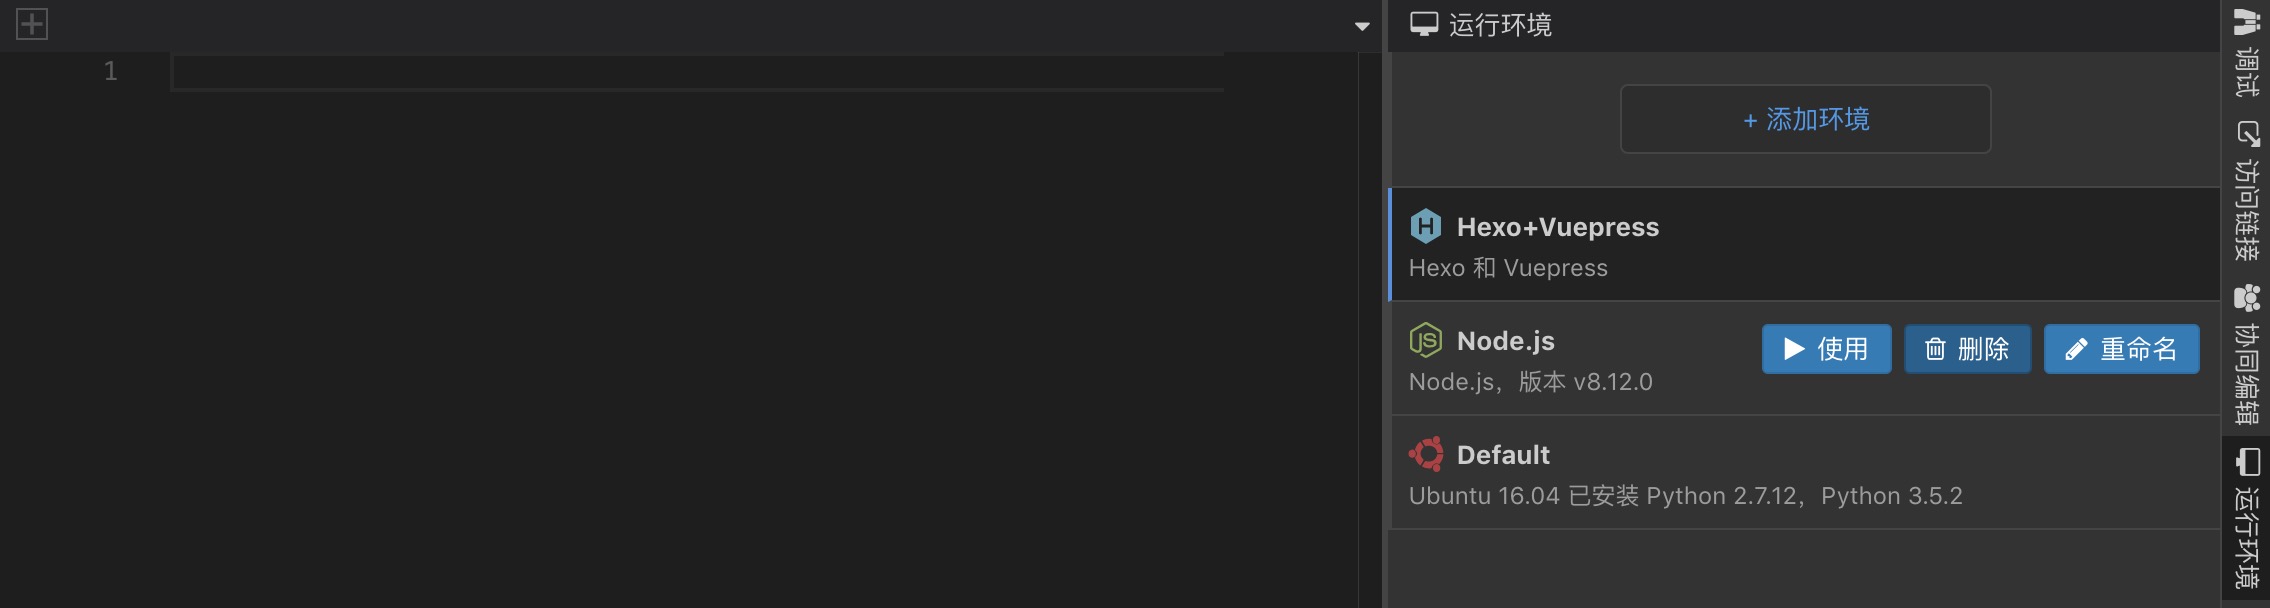 1
运行环境
+ 添加环境
Hexo+Vuepress
Hexo 和 Vuepress
Node.js
Node.js，版本 v8.12.0
使用
删除
重命名
Default
Ubuntu 16.04 已安装 Python 2.7.12，Python 3.5.2
调试
访问链接
协同编辑
运行环境